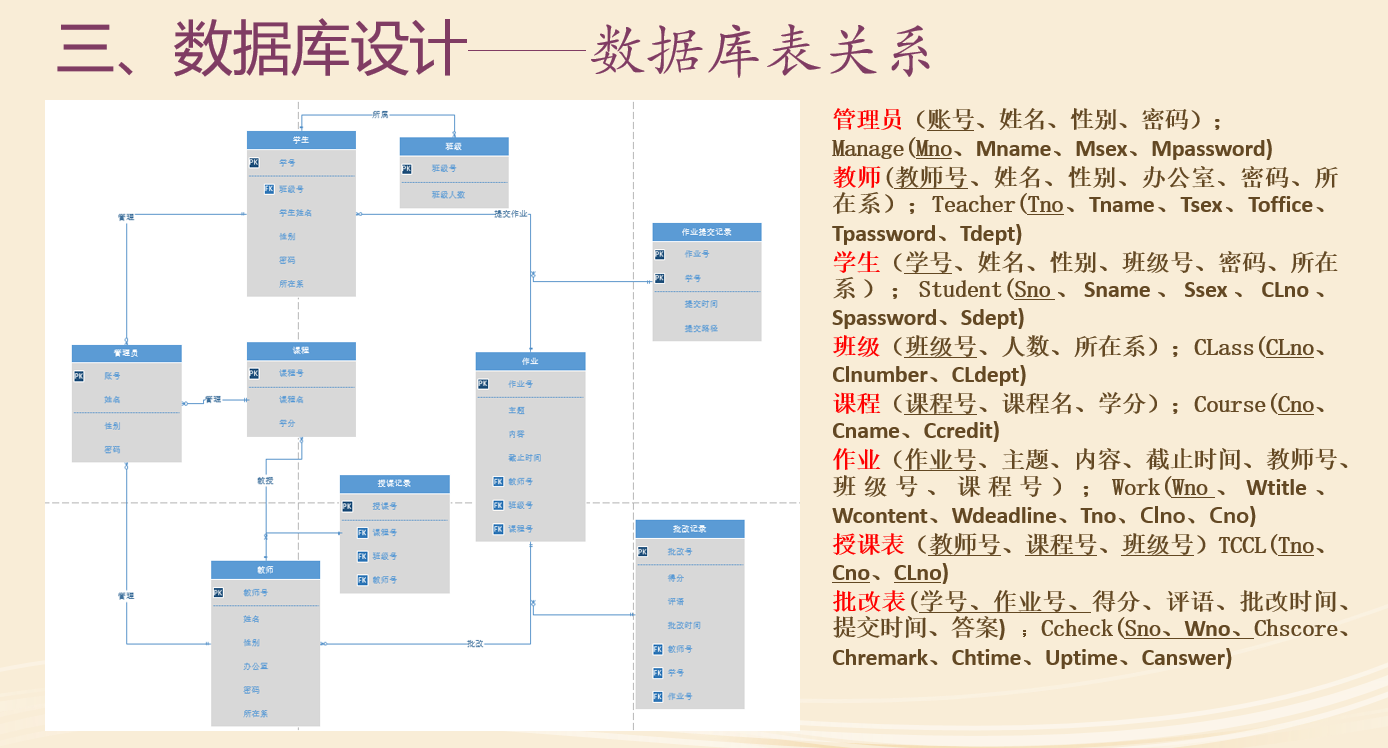 三、数据库设计——数据库表关系
所属
学生
PK 学号
FK 班级号
学生姓名
性别
密码
所在系
班级
PK 班级号
班级人数
管理
提交作业
作业提交记录
PK 作业号
PK 学号
提交时间
提交路径
管理员
PK 账号
姓名
性别
密码
管理
课程
PK 课程号
课程名
学分
作业
PK 作业号
主题
内容
截止时间
FK 教师号
FK 班级号
FK 课程号
教授
授课记录
PK 授课号
FK 课程号
FK 班级号
FK 教师号
批改记录
PK 批改号
得分
评语
批改时间
FK 教师号
FK 学号
FK 作业号
管理
教师
PK 教师号
姓名
性别
办公室
密码
所在系
批改
管理员（账号、姓名、性别、密码）；
Manage(Mno、Mname、Msex、Mpassword)
教师(教师号、姓名、性别、办公室、密码、所
在系）；Teacher(Tno、Tname、Tsex、Toffice、
Tpassword、Tdept)
学生（学号、姓名、性别、班级号、密码、所在
系）；Student(Sno、Sname、Ssex、CLno、
Spassword、Sdept)
班级（班级号、人数、所在系）；CLass(CLno、
Clnumber、CLdept)
课程（课程号、课程名、学分）；Course(Cno、
Cname、Ccredit)
作业（作业号、主题、内容、截止时间、教师号、
班级号、课程号）；Work(Wno、Wtitle、
Wcontent、Wdeadline、Tno、Clno、Cno)
授课表（教师号、课程号、班级号）TCCL(Tno、
Cno、CLno)
批改表(学号、作业号、得分、评语、批改时间、
提交时间、答案)；Ccheck(Sno、Wno、Chscore、
Chremark、Chtime、Uptime、Canswer)